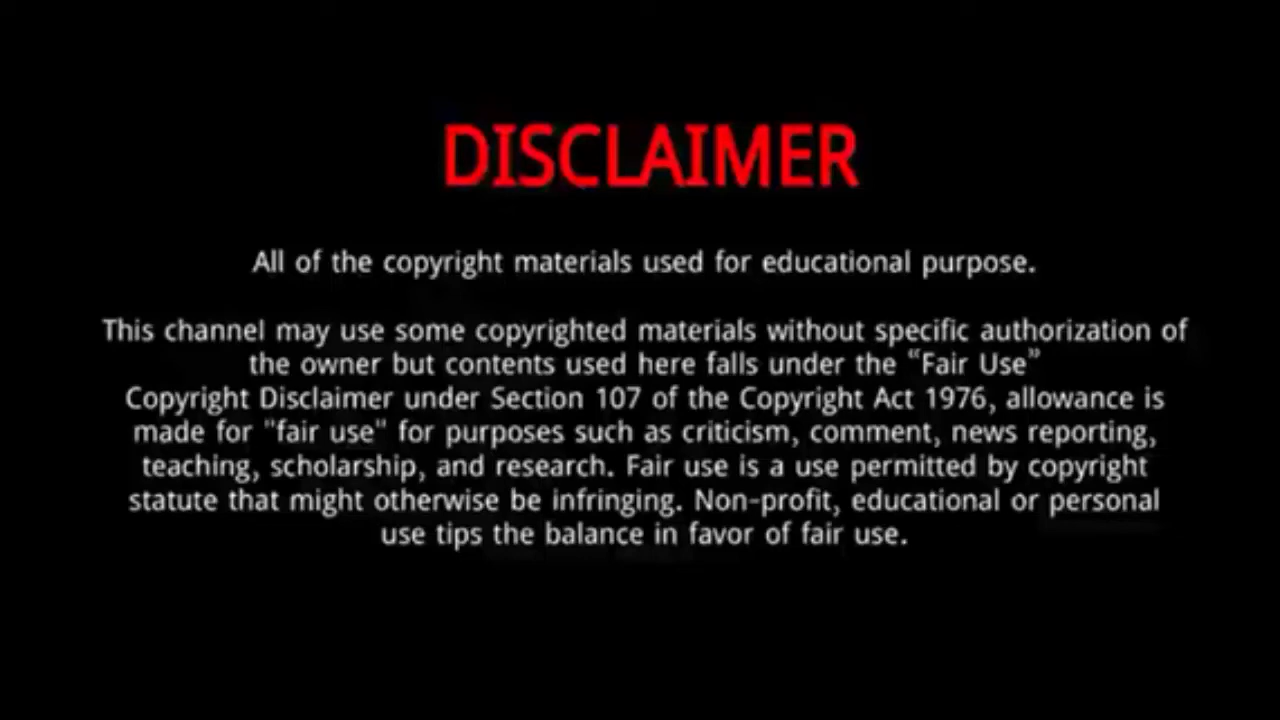 DISCLAIMER
All of the copyright materials used for educational purpose.
This channel may use some copyrighted materials without specific authorization of
the owner but contents used here falls under the “Fair Use”
Copyright Disclaimer under Section 107 of the Copyright Act 1976, allowance is
made for "fair use" for purposes such as criticism, comment, news reporting,
teaching, scholarship, and research. Fair use is a use permitted by copyright
statute that might otherwise be infringing. Non-profit, educational or personal
use tips the balance in favor of fair use.